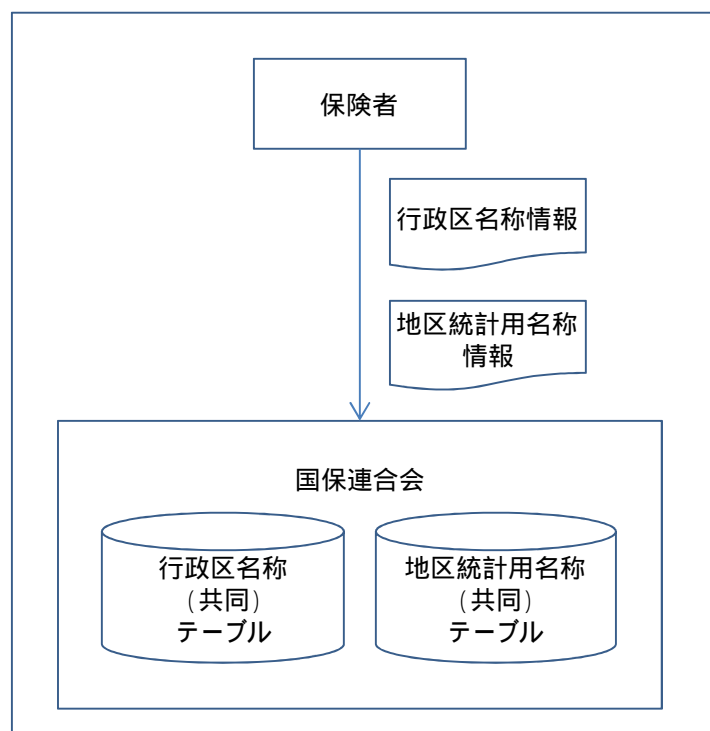 保険者
行政区名称情報
地区統計用名称
情報
国保連合会
行政区名称
（共同）
テーブル
地区統計用名称
（共同）
テーブル